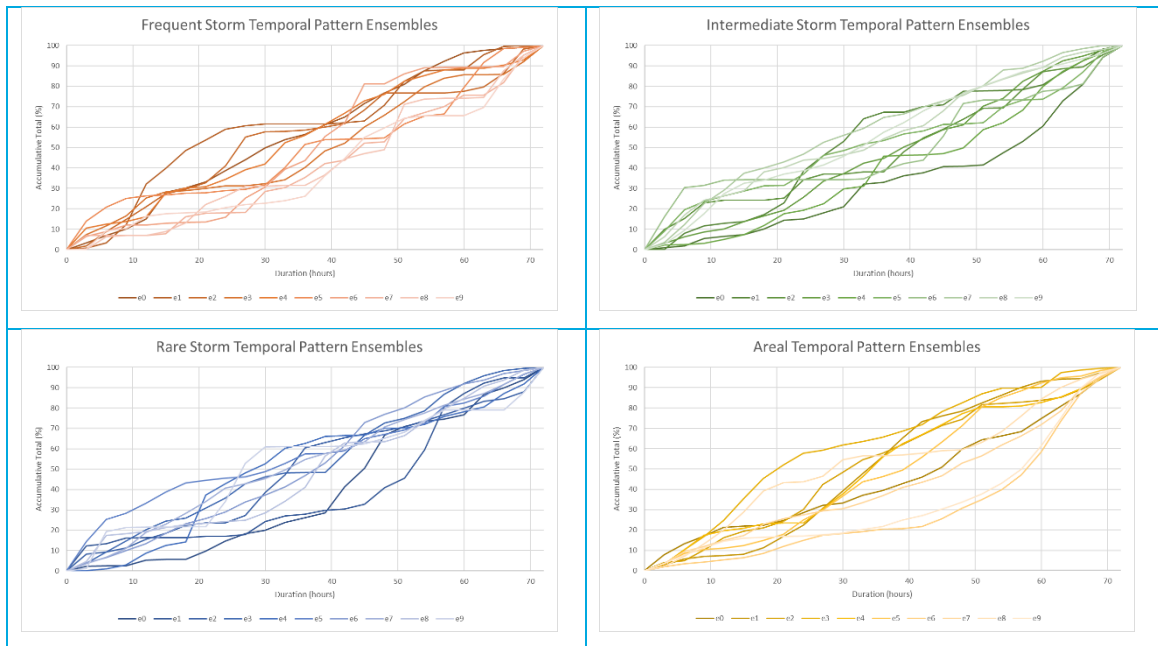 Frequent Storm Temporal Pattern Ensembles
100
90
80
70
60
50
40
30
20
10
0
Accumulative Total (%)
0 10 20 30 40 50 60 70
Duration (hours)
e0 e1 e2 e3 e4 e5 e6 e7 e8 e9
Intermediate Storm Temporal Pattern Ensembles
100
90
80
70
60
50
40
30
20
10
0
Accumulative Total (%)
0 10 20 30 40 50 60 70
Duration (hours)
e0 e1 e2 e3 e4 e5 e6 e7 e8 e9
Rare Storm Temporal Pattern Ensembles
100
90
80
70
60
50
40
30
20
10
0
Accumulative Total (%)
0 10 20 30 40 50 60 70
Duration (hours)
e0 e1 e2 e3 e4 e5 e6 e7 e8 e9
Areal Temporal Pattern Ensembles
100
90
80
70
60
50
40
30
20
10
0
Accumulative Total (%)
0 10 20 30 40 50 60 70
Duration (hours)
e0 e1 e2 e3 e4 e5 e6 e7 e8 e9